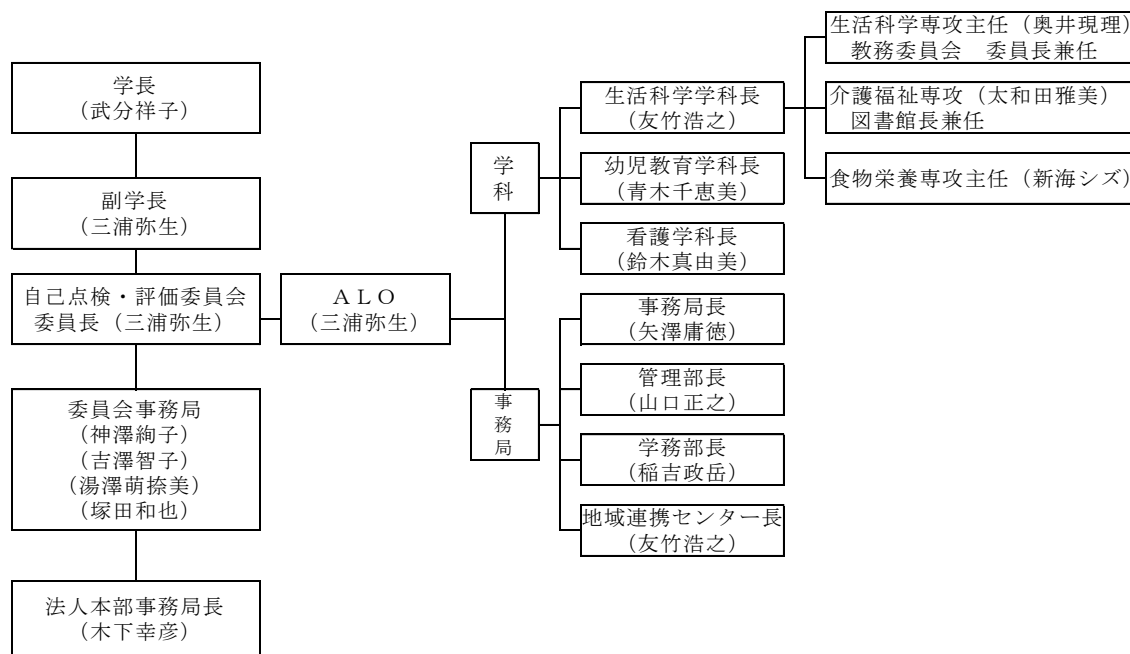 学長
(武分祥子)
副学長
(三浦弥生)
自己点検・評価委員会
委員長(三浦弥生)
委員会事務局
(神澤絢子)
(吉澤智子)
(湯澤萌捺美)
(塚田和也)
法人本部事務局長
(木下幸彦)
ALO
(三浦弥生)
学科
生活科学学科長
(友竹浩之)
幼児教育学科長
(青木千恵美)
看護学科長
(鈴木真由美)
生活科学専攻主任(奥井現理)
教務委員会 委員長兼任
介護福祉専攻(太和田雅美)
図書館長兼任
食物栄養専攻主任(新海シズ)
事務局
事務局長
(矢澤庸徳)
管理部長
(山口正之)
学務部長
(稲吉政岳)
地域連携センター長
(友竹浩之)